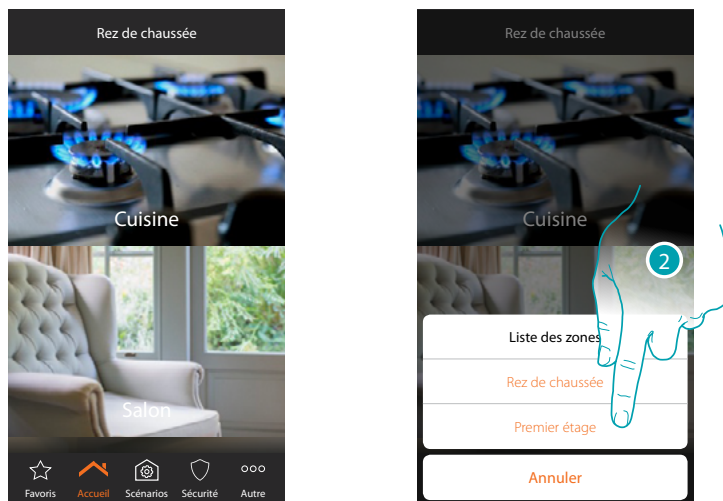 Rez de chaussée
Cuisine
Salon
Favoris Accueil Scénarios Sécurité Autre
Rez de chaussée
Cuisine
2
Liste des zones
Rez de chaussée
Premier étage
Annuler